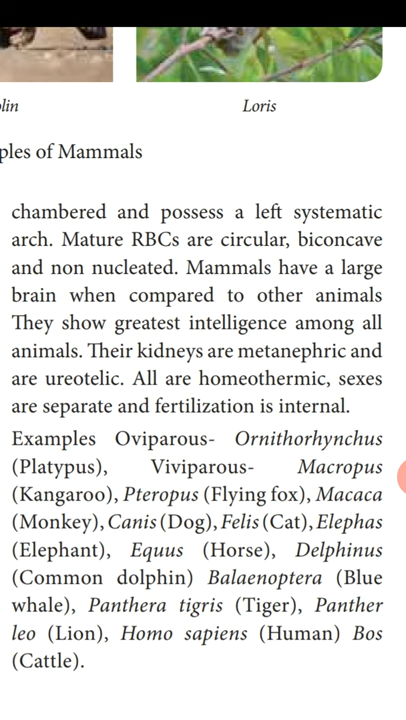 lin
Loris
ples of Mammals
chambered and possess a left systematic
arch. Mature RBCs are circular, biconcave
and non nucleated. Mammals have a large
brain when compared to other animals
They show greatest intelligence among all
animals. Their kidneys are metanephric and
are ureotelic. All are homeothermic, sexes
are separate and fertilization is internal.
Examples Oviparous- Ornithorhynchus
(Platypus), Viviparous- Macropus
(Kangaroo), Pteropus (Flying fox), Macaca
(Monkey), Canis (Dog), Felis (Cat), Elephas
(Elephant), Equus (Horse), Delphinus
(Common dolphin) Balaenoptera (Blue
whale), Panthera tigris (Tiger), Panther
leo (Lion), Homo sapiens (Human) Bos
(Cattle).